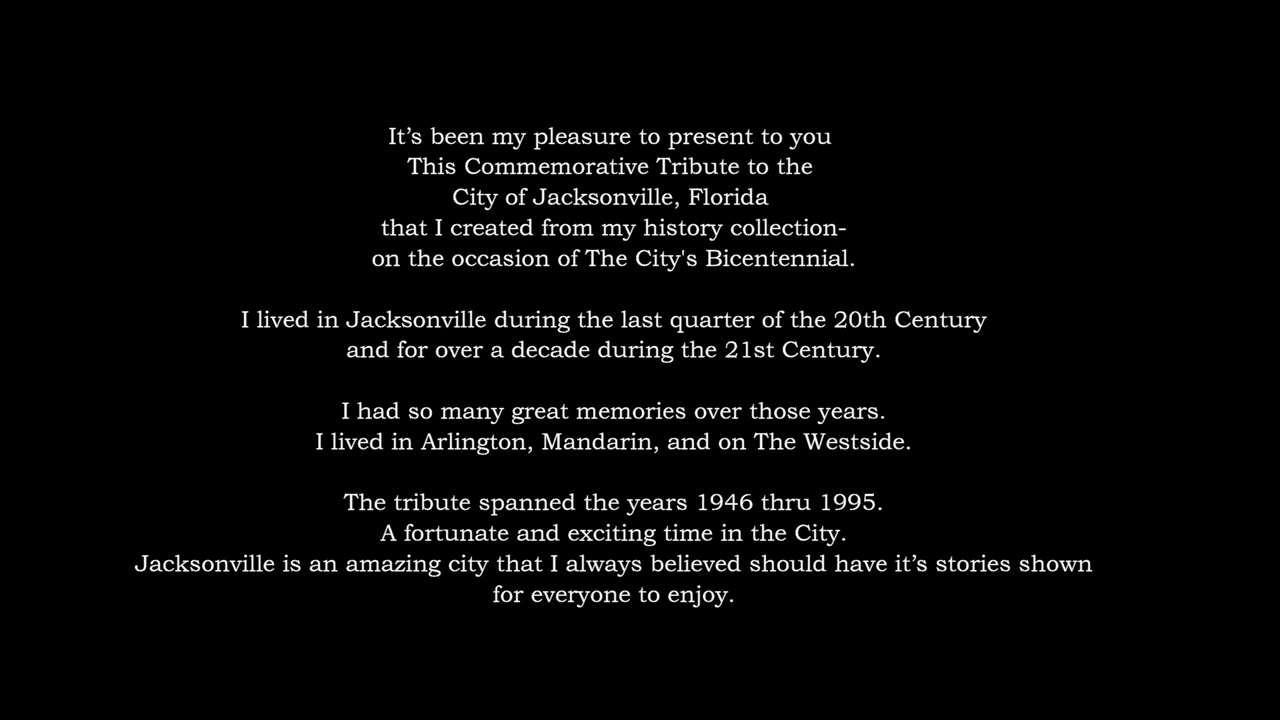 It’s been my pleasure to present to you
This Commemorative Tribute to the
City of Jacksonville, Florida
that I created from my history collection-
on the occasion of The City's Bicentennial.
I lived in Jacksonville during the last quarter of the 20th Century
and for over a decade during the 21st Century.
I had so many great memories over those years.
I lived in Arlington, Mandarin, and on The Westside.
The tribute spanned the years 1946 thru 1995.
A fortunate and exciting time in the City.
Jacksonville is an amazing city that I always believed should have it’s stories shown
for everyone to enjoy.